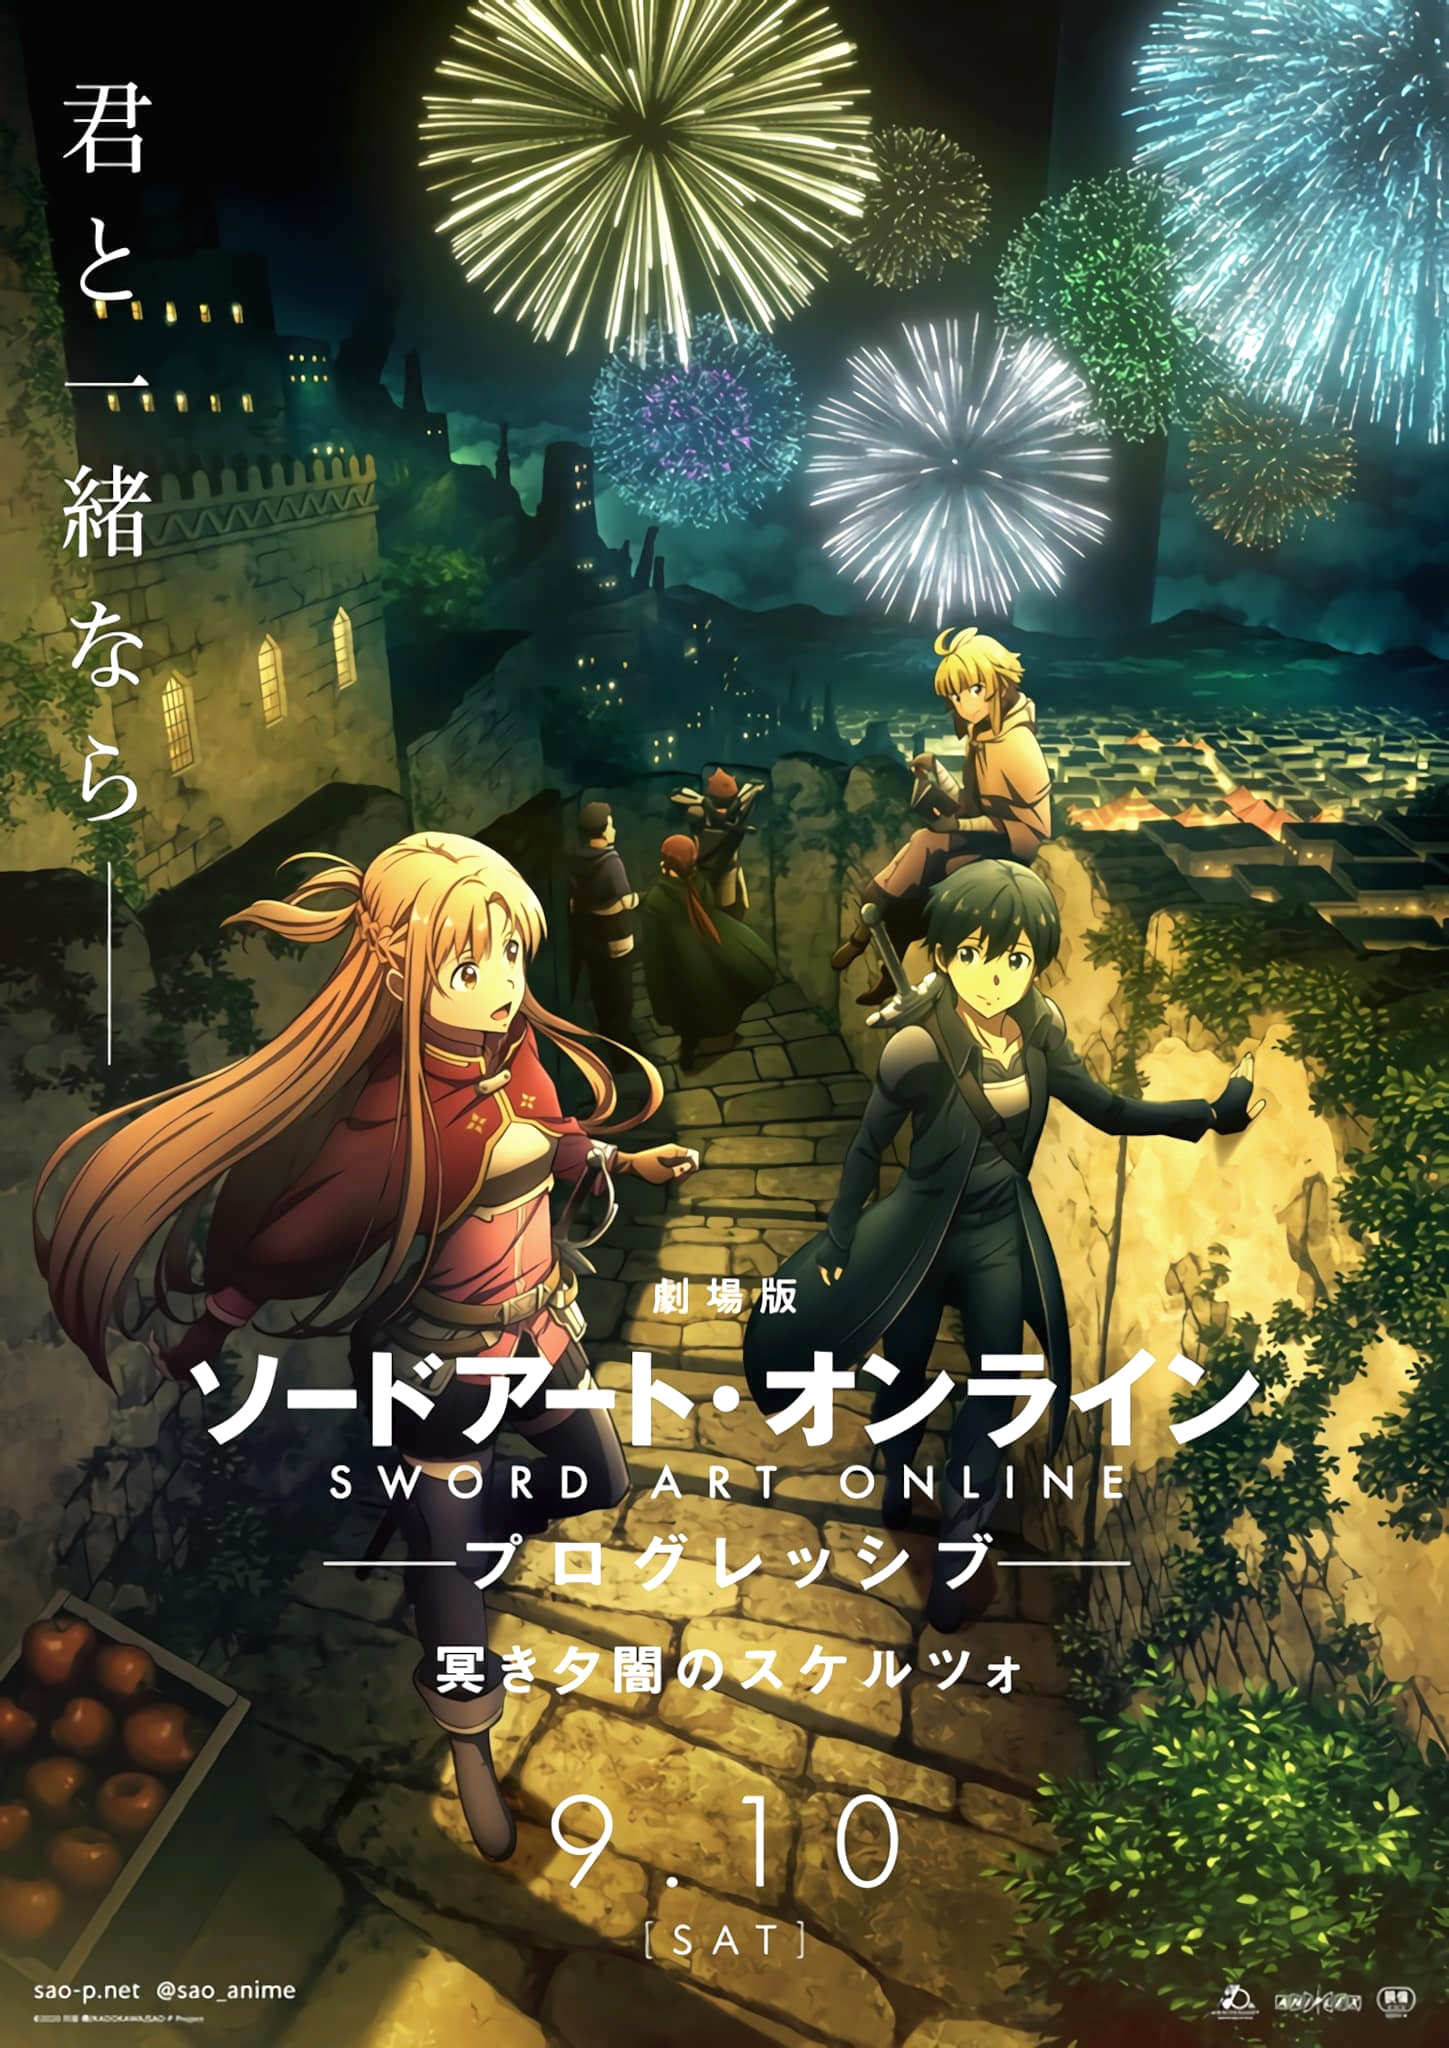 君と一緒なら――
劇場版
ソードアート・オンライン
SWORD ART ONLINE
―プログレッシブ―
冥き夕闇のスケルツォ
9.10
[SAT]
sao-p.net @sao_anime
ANIPLEX